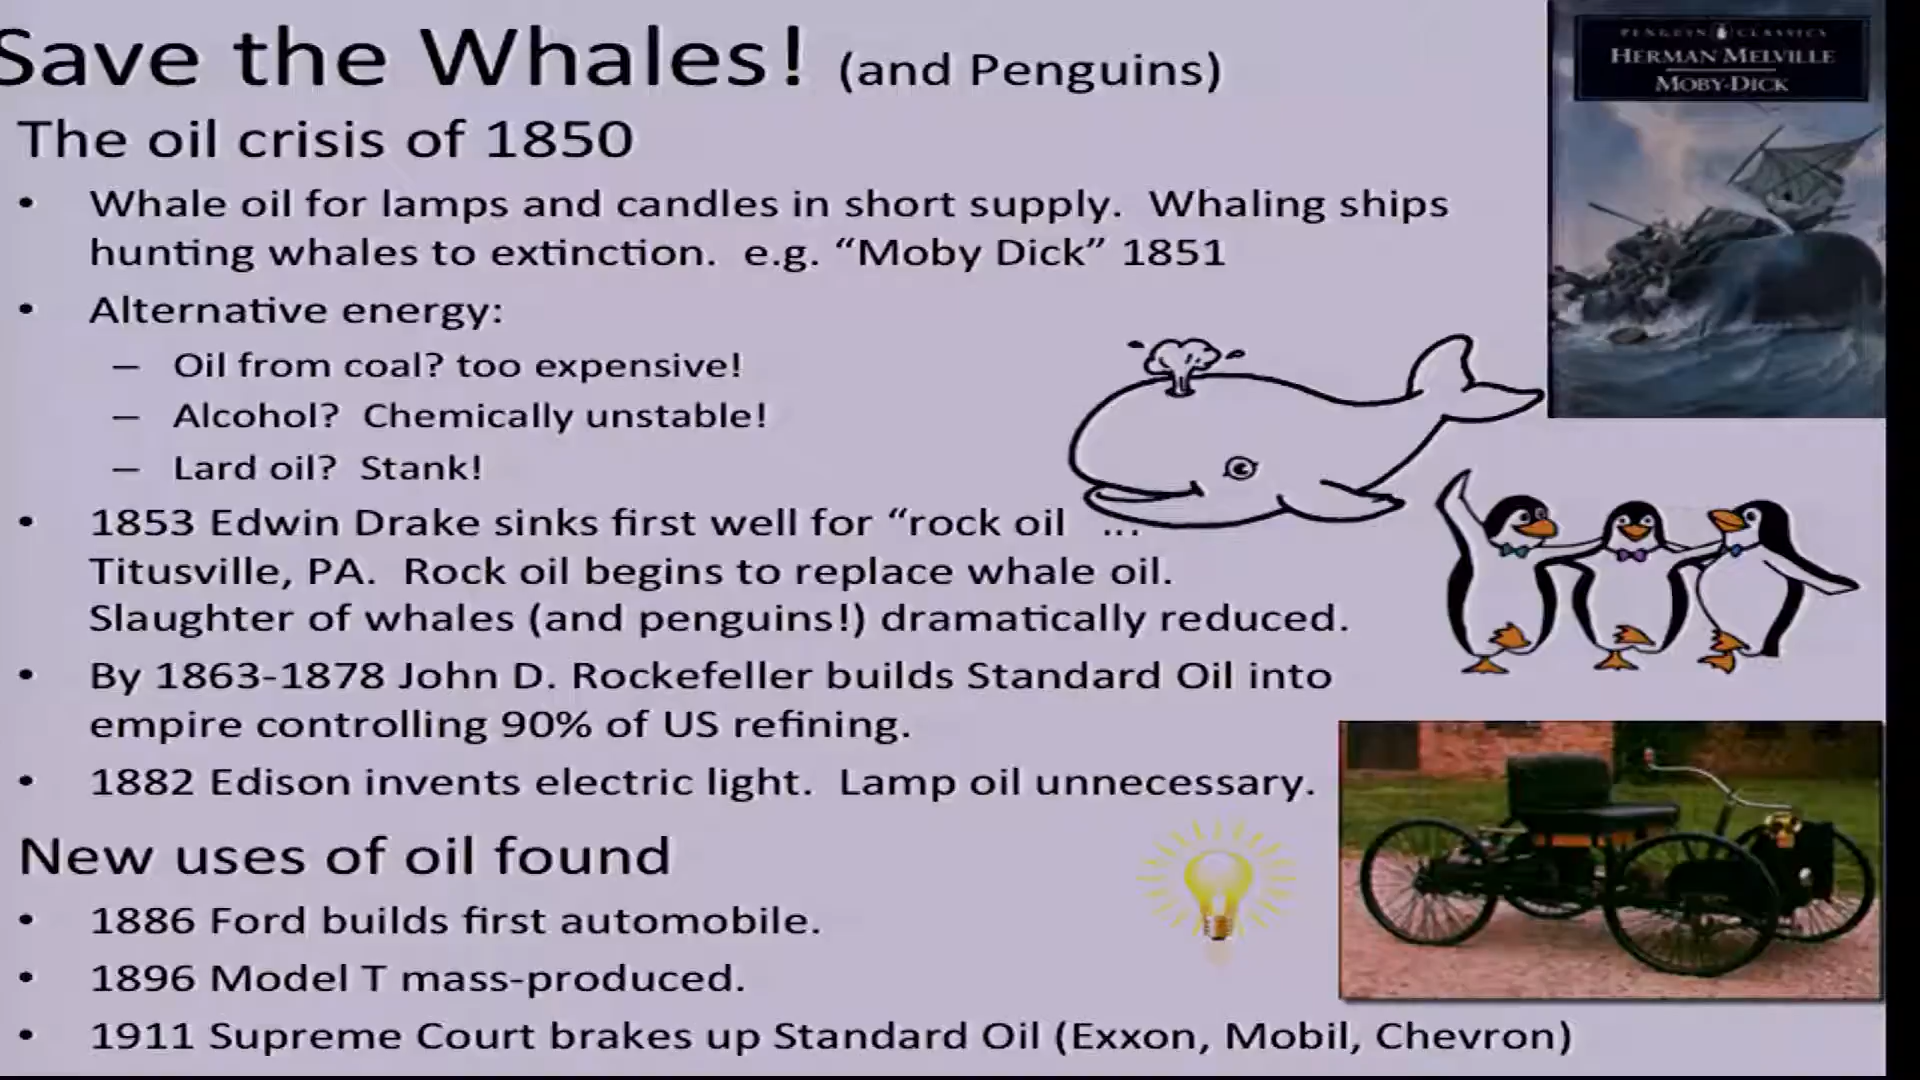 Save the Whales! (and Penguins)
PENGUIN CLASSICS
HERMAN MELVILLE
MOBY-DICK
The oil crisis of 1850
• Whale oil for lamps and candles in short supply. Whaling ships
hunting whales to extinction. e.g. “Moby Dick” 1851
• Alternative energy:
– Oil from coal? too expensive!
– Alcohol? Chemically unstable!
– Lard oil? Stank!
• 1853 Edwin Drake sinks first well for “rock oil
Titusville, PA. Rock oil begins to replace whale oil.
Slaughter of whales (and penguins!) dramatically reduced.
• By 1863-1878 John D. Rockefeller builds Standard Oil into
empire controlling 90% of US refining.
• 1882 Edison invents electric light. Lamp oil unnecessary.
New uses of oil found
• 1886 Ford builds first automobile.
• 1896 Model T mass-produced.
• 1911 Supreme Court brakes up Standard Oil (Exxon, Mobil, Chevron)